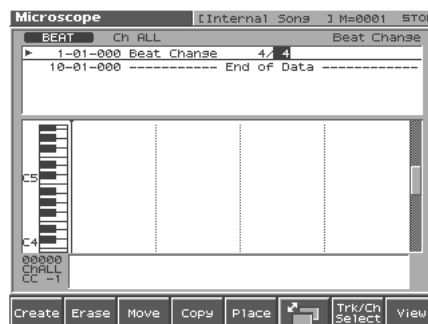 Microscope [Internal Song ] M=0001 STO
BEAT Ch ALL Beat Change
1-01-000 Beat Change 4/ 4
10-01-000 ---------- End of Data ------------
C5
C4
00000
ChALL
CC -1
Create Erase Move Copy Place Trk/Ch Select View